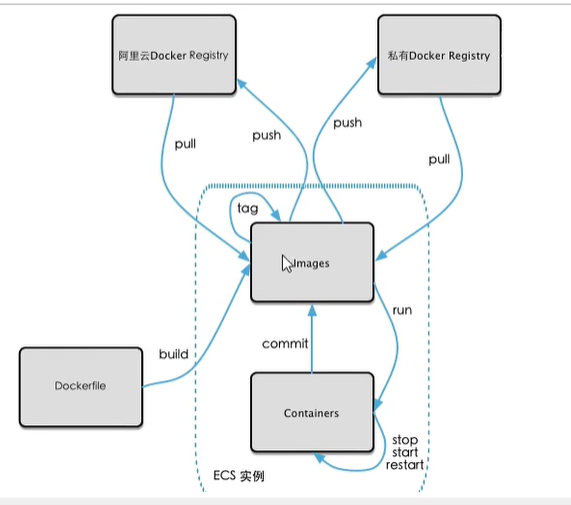 阿里云Docker Registry
私有Docker Registry
pull
push
push
pull
tag
Images
run
build
commit
Dockerfile
Containers
stop
start
restart
ECS 实例